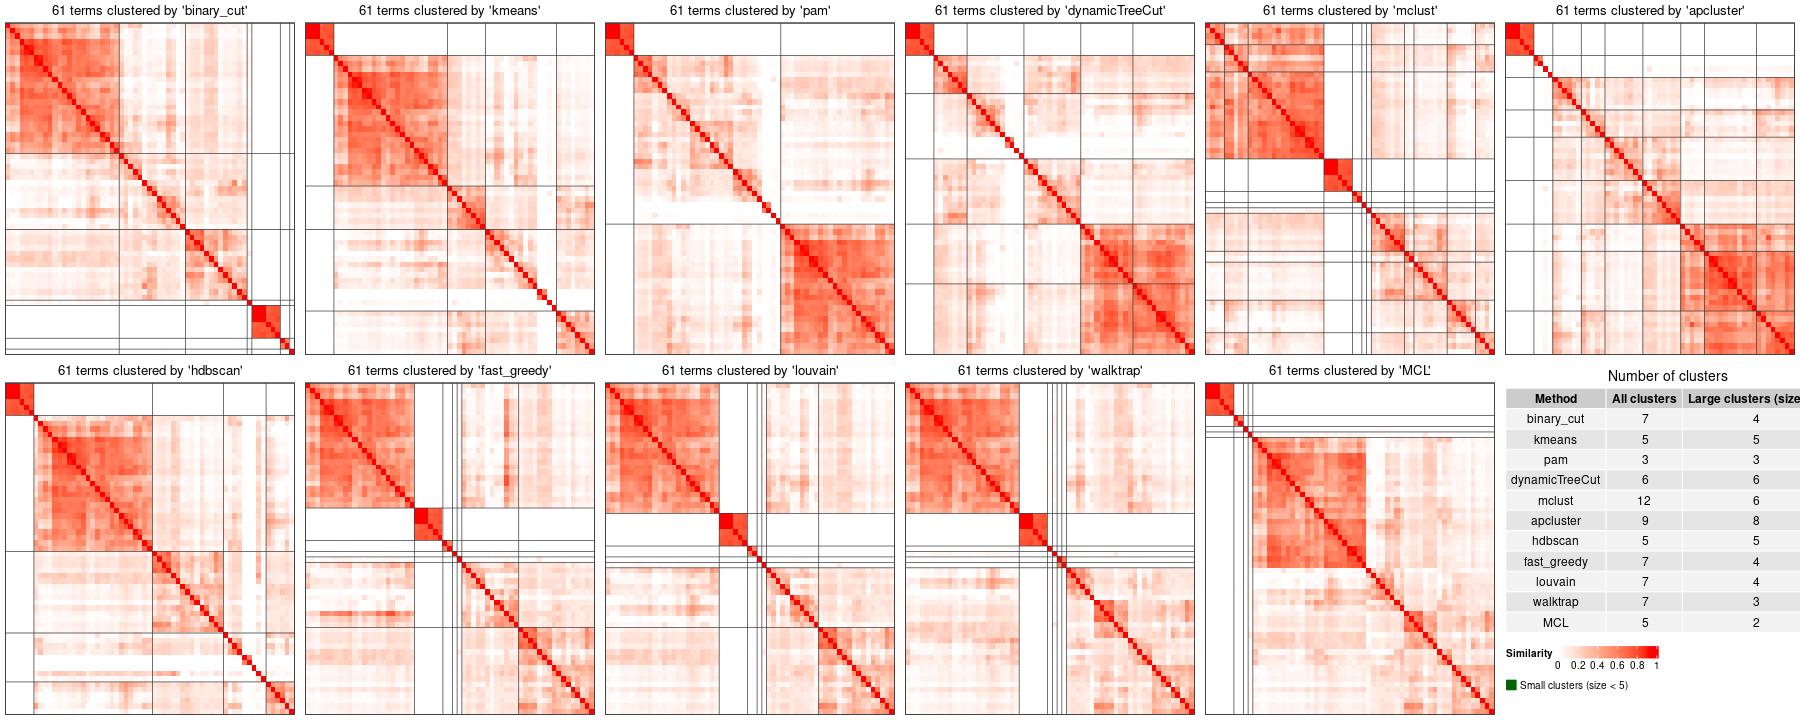 61 terms clustered by 'binary_cut'
61 terms clustered by 'kmeans'
61 terms clustered by 'pam'
61 terms clustered by 'dynamicTreeCut'
61 terms clustered by 'mclust'
61 terms clustered by 'apcluster'
61 terms clustered by 'hdbscan'
61 terms clustered by 'fast_greedy'
61 terms clustered by 'louvain'
61 terms clustered by 'walktrap'
61 terms clustered by 'MCL'
Number of clusters
Method All clusters Large clusters (size
binary_cut 7 4
kmeans 5 5
pam 3 3
dynamicTreeCut 6 6
mclust 12 6
apcluster 9 8
hdbscan 5 5
fast_greedy 7 4
louvain 7 4
walktrap 7 3
MCL 5 2
Similarity
0 0.2 0.4 0.6 0.8 1
Small clusters (size < 5)